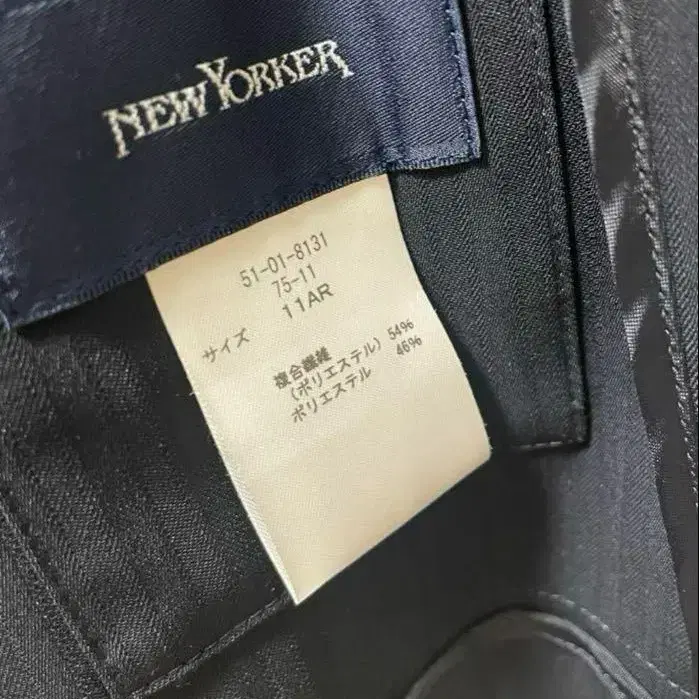 NEWYORKER
51-01-8131
75-11
サイズ 11AR
複合繊維
(ポリエステル) 54%
ポリエステル 46%